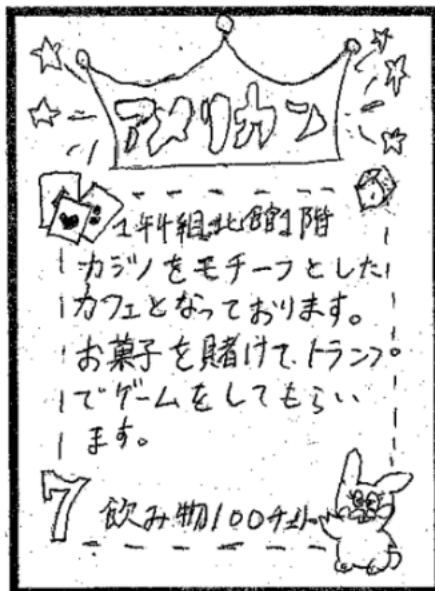 アメリカン
1年4組北館1階
カジノをモチーフとした
カフェとなっております。
お菓子を賭けて、トランプ
でゲームをしてもらい
ます。
7 飲み物100チェリー